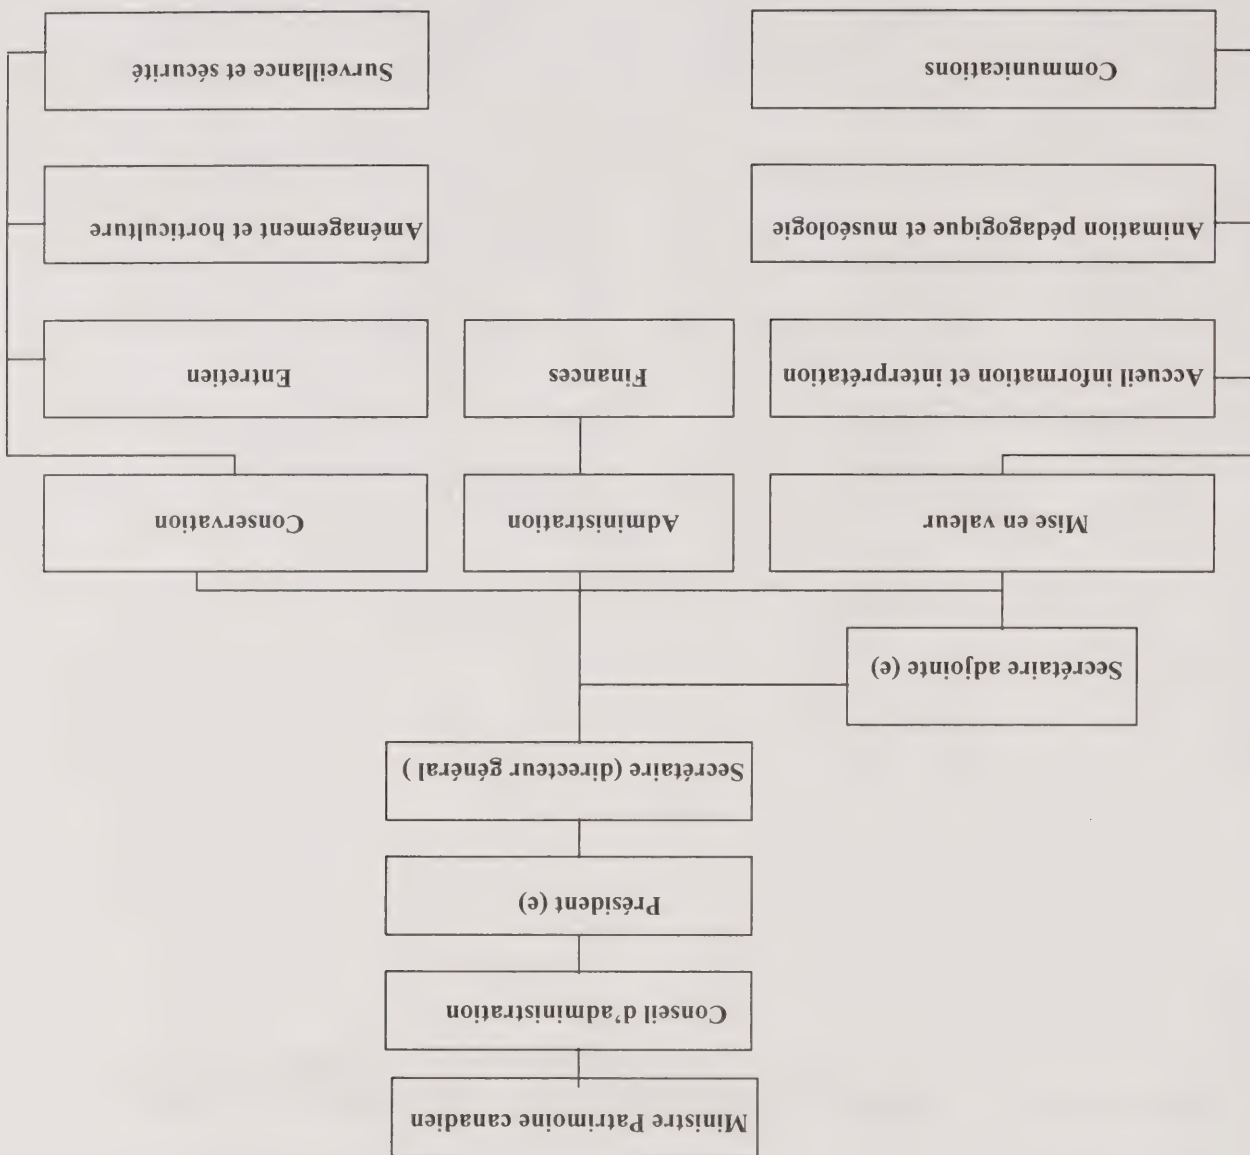 Ministre Patrimoine canadien
Conseil d'administration
Président (e)
Secrétaire (directeur général )
Secrétaire adjointe (e)
Mise en valeur
Administration
Conservation
Accueil information et interprétation
Finances
Entretien
Animation pédagogique et muséologie
Aménagement et horticulture
Communications
Surveillance et sécurité